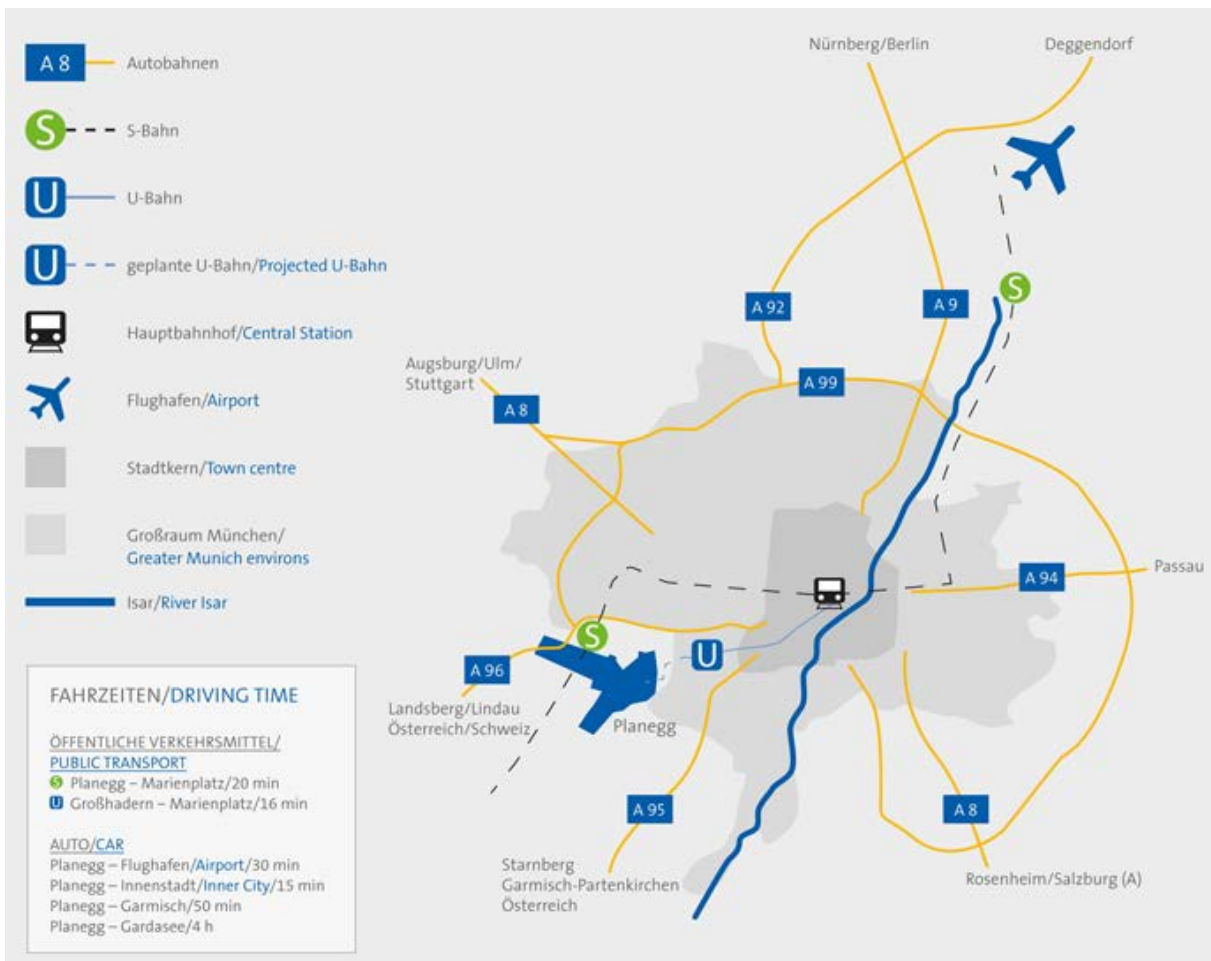 A 8
Autobahnen
S
S-Bahn
U
U-Bahn
U
geplante U-Bahn/Projected U-Bahn
Hauptbahnhof/Central Station
Flughafen/Airport
Stadtkern/Town centre
Großraum München/
Greater Munich environs
Isar/River Isar
FAHRZEITEN/DRIVING TIME
ÖFFENTLICHE VERKEHRSMITTEL/
PUBLIC TRANSPORT
S Planegg – Marienplatz/20 min
U Großhadern – Marienplatz/16 min
AUTO/CAR
Planegg – Flughafen/Airport/30 min
Planegg – Innenstadt/Inner City/15 min
Planegg – Garmisch/50 min
Planegg – Gardasee/4 h
Nürnberg/Berlin
Deggendorf
S
A 92
A 9
Augsburg/Ulm/
Stuttgart
A 99
A 8
Passau
A 94
S
U
A 96
Landsberg/Lindau
Österreich/Schweiz
Planegg
A 95
A 8
Starnberg
Garmisch-Partenkirchen
Österreich
Rosenheim/Salzburg (A)